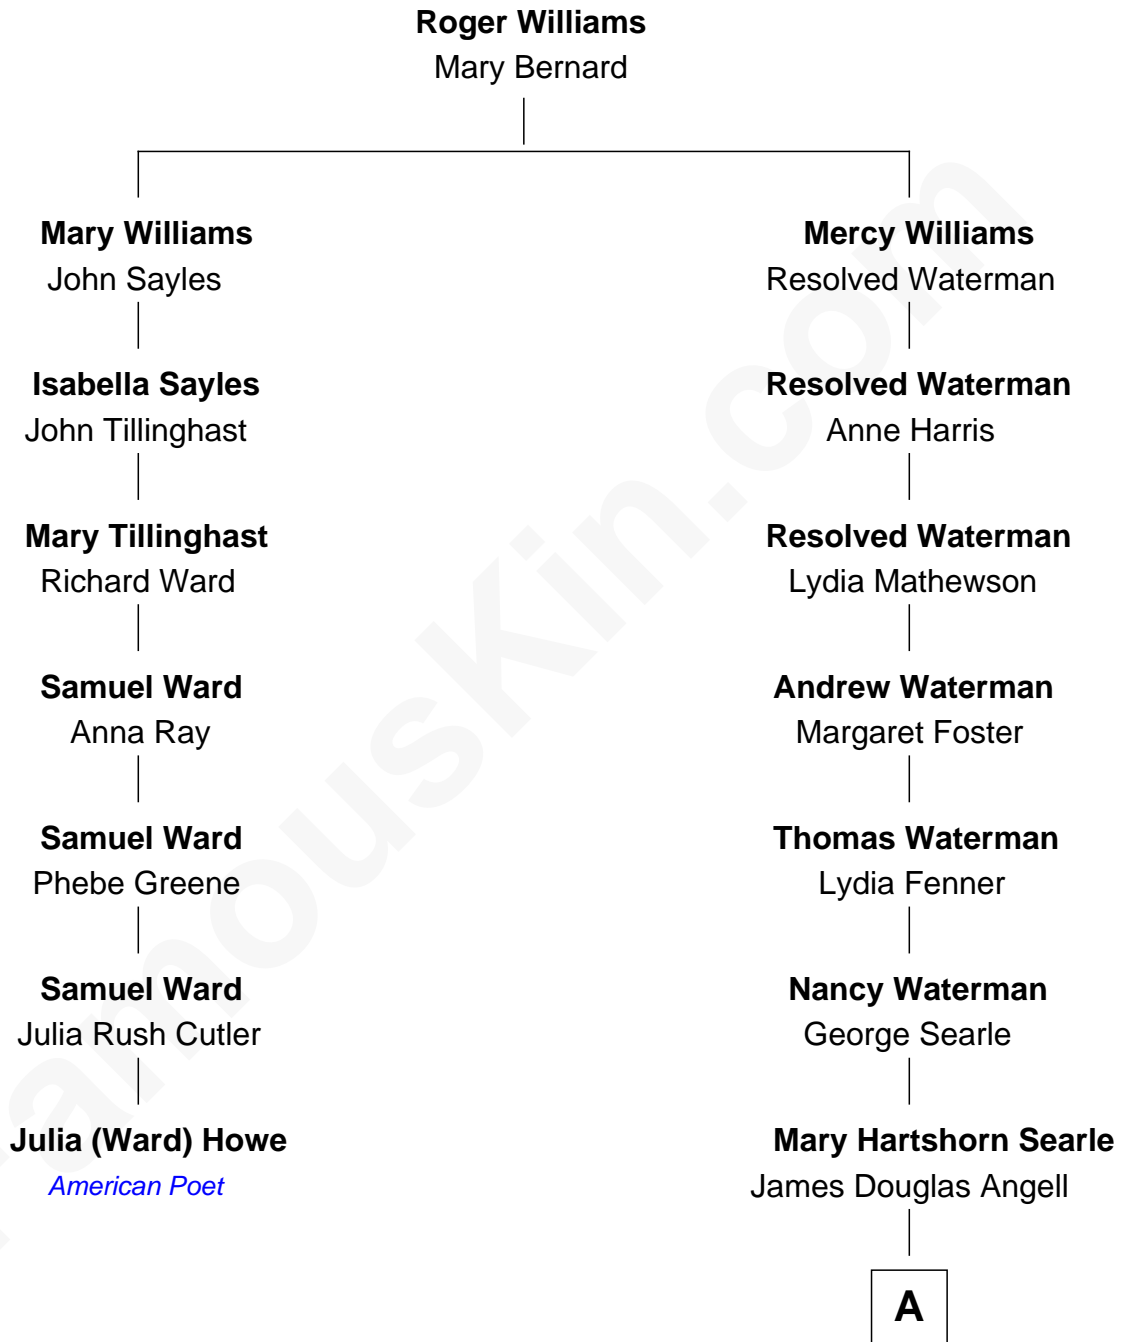 Roger Williams
Mary Bernard
Mary Williams
John Sayles
Mercy Williams
Resolved Waterman
Isabella Sayles
John Tillinghast
Resolved Waterman
Anne Harris
Mary Tillinghast
Richard Ward
Resolved Waterman
Lydia Mathewson
Samuel Ward
Anna Ray
Andrew Waterman
Margaret Foster
Samuel Ward
Phebe Greene
Thomas Waterman
Lydia Fenner
Samuel Ward
Julia Rush Cutler
Nancy Waterman
George Searle
Julia (Ward) Howe
American Poet
Mary Hartshorn Searle
James Douglas Angell
A
FamousKin.com